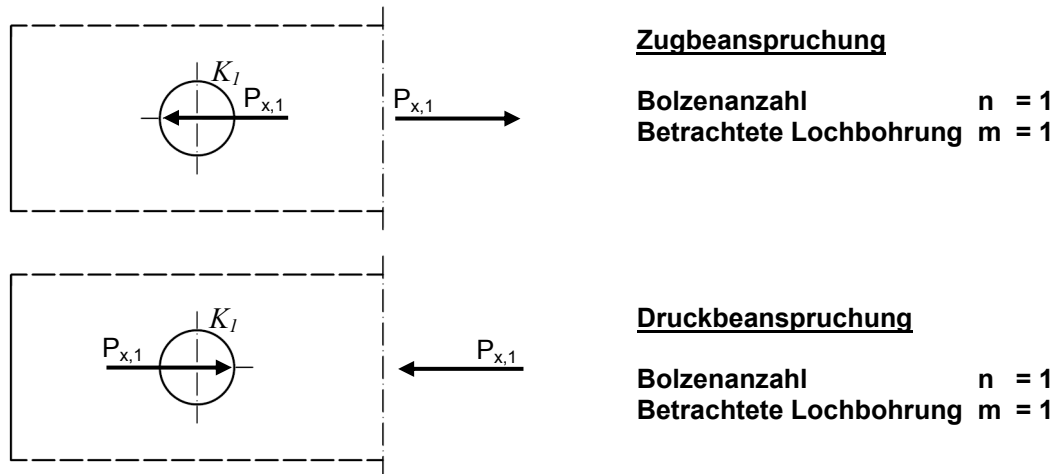 Zugbeanspruchung
K1
Px,1 Px,1
Bolzenanzahl n = 1
Betrachtete Lochbohrung m = 1
Druckbeanspruchung
K1
Px,1 Px,1
Bolzenanzahl n = 1
Betrachtete Lochbohrung m = 1